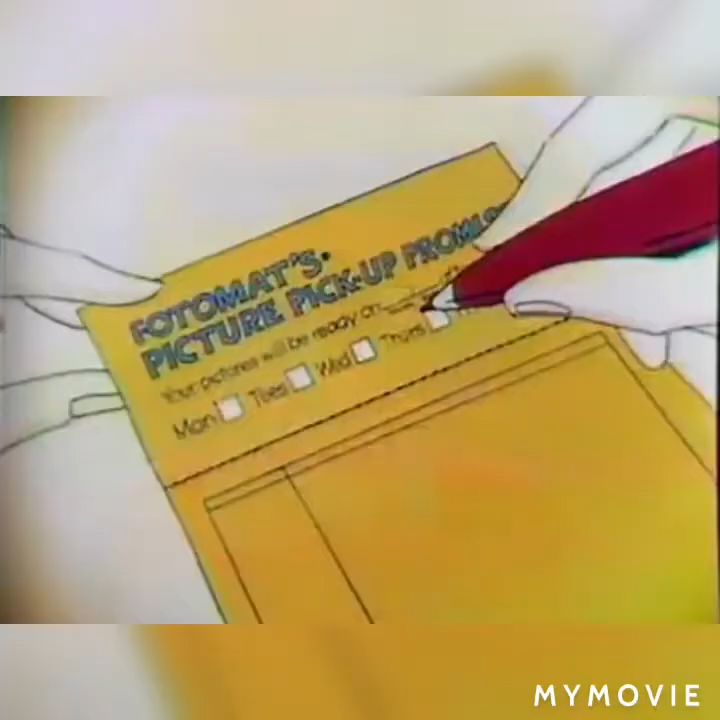 FOTOMAT'S
PICTURE PICK-UP PROMISE
Your pictures will be ready on
Mon Tues Wed Thurs
MYMOVIE